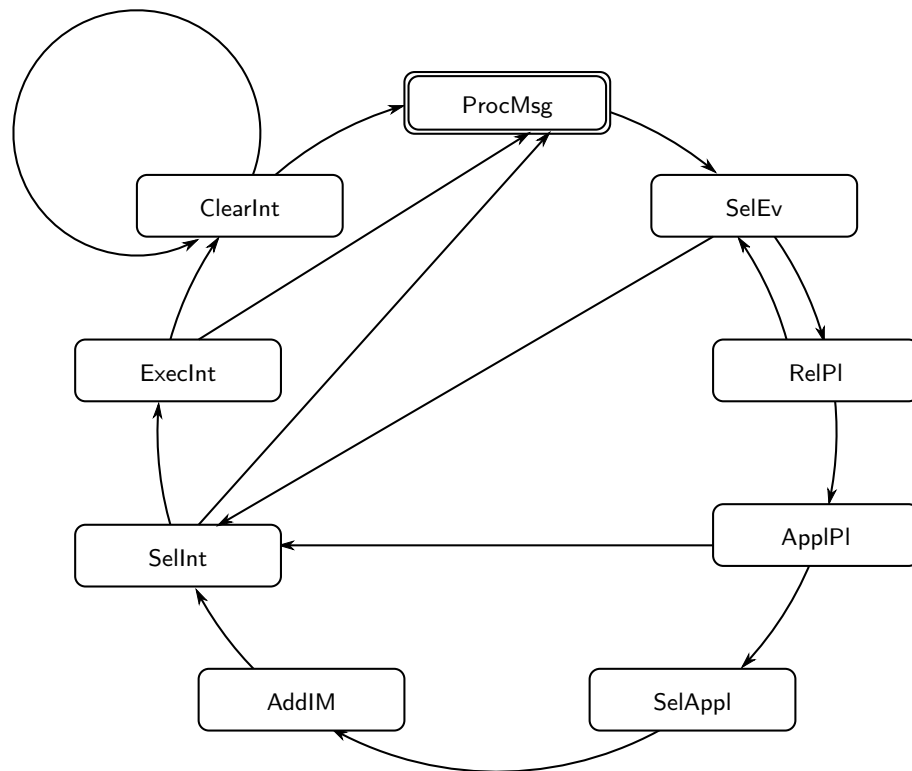 ProcMsg
ClearInt
SelEv
ExecInt
RelPl
SelInt
ApplPl
AddIM
SelAppl